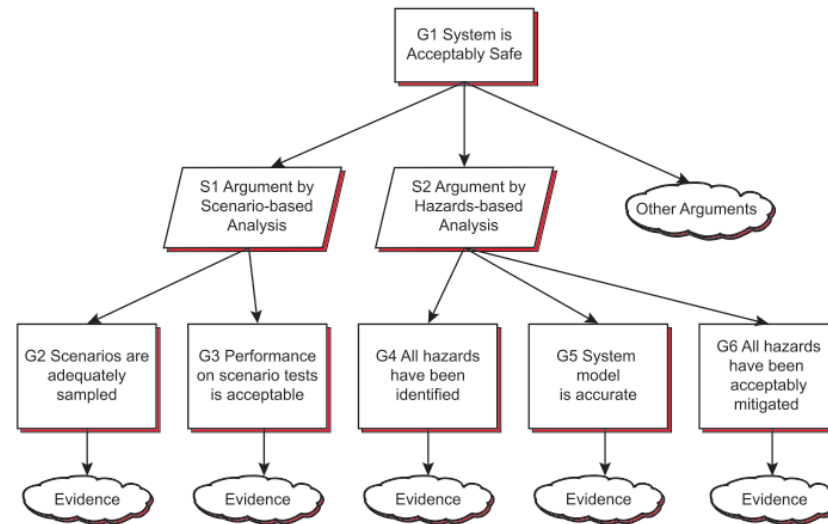 G1 System is
Acceptably Safe
S1 Argument by
Scenario-based
Analysis
S2 Argument by
Hazards-based
Analysis
Other Arguments
G2 Scenarios are
adequately
sampled
G3 Performance
on scenario tests
is acceptable
G4 All hazards
have been
identified
G5 System
model
is accurate
G6 All hazards
have been
acceptably
mitigated
Evidence
Evidence
Evidence
Evidence
Evidence